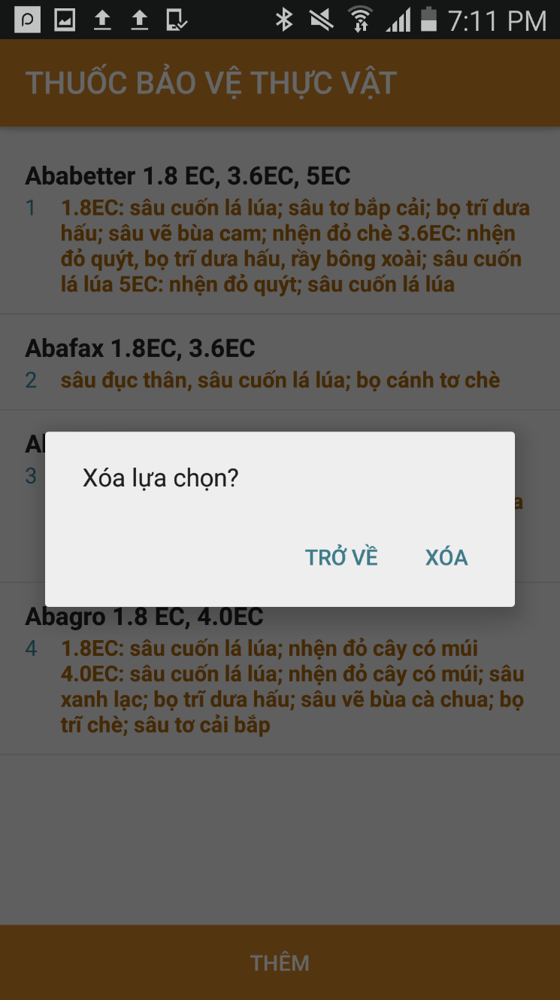 7:11 PM
THUỐC BẢO VỆ THỰC VẬT
Ababetter 1.8 EC, 3.6EC, 5EC
1 1.8EC: sâu cuốn lá lúa; sâu tơ bắp cải; bọ trĩ dưa
hấu; sâu vẽ bùa cam; nhện đỏ chè 3.6EC: nhện
đỏ quýt, bọ trĩ dưa hấu, rầy bông xoài; sâu cuốn
lá lúa 5EC: nhện đỏ quýt; sâu cuốn lá lúa
Abafax 1.8EC, 3.6EC
2 sâu đục thân, sâu cuốn lá lúa; bọ cánh tơ chè
3
Xóa lựa chọn?
TRỞ VỀ XÓA
Abagro 1.8 EC, 4.0EC
4 1.8EC: sâu cuốn lá lúa; nhện đỏ cây có múi
4.0EC: sâu cuốn lá lúa; nhện đỏ cây có múi; sâu
xanh lạc; bọ trĩ dưa hấu; sâu vẽ bùa cà chua; bọ
trĩ chè; sâu tơ cải bắp
THÊM